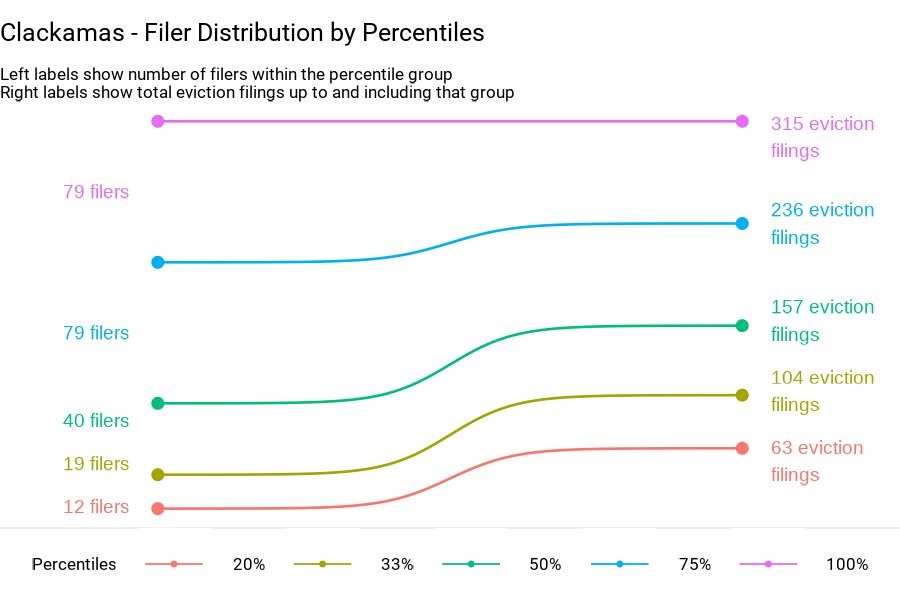 Clackamas - Filer Distribution by Percentiles
Left labels show number of filers within the percentile group
Right labels show total eviction filings up to and including that group
315 eviction
filings
79 filers
236 eviction
filings
79 filers
157 eviction
filings
40 filers
104 eviction
filings
19 filers
63 eviction
filings
12 filers
Percentiles 20% 33% 50% 75% 100%